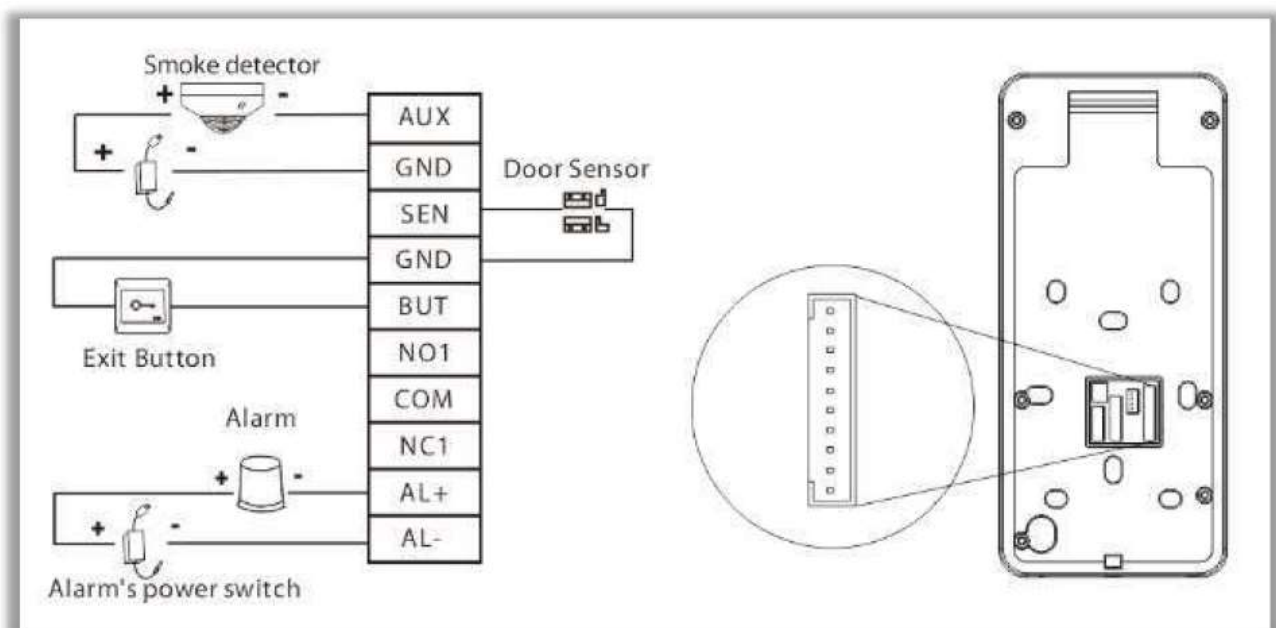 Smoke detector
+ -
+ -
AUX
GND
SEN
GND
BUT
NO1
COM
NC1
AL+
AL-
Door Sensor
Exit Button
Alarm
+ -
+ -
Alarm's power switch